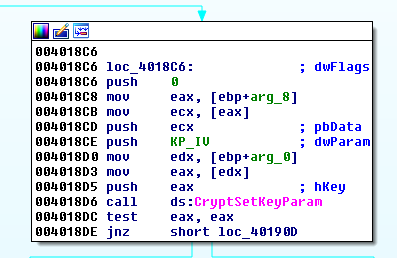 004018C6
004018C6 loc_4018C6: ; dwFlags
004018C6 push 0
004018C8 mov eax, [ebp+arg_8]
004018CB mov ecx, [eax]
004018CD push ecx ; pbData
004018CE push KP_IV ; dwParam
004018D0 mov edx, [ebp+arg_0]
004018D3 mov eax, [edx]
004018D5 push eax ; hKey
004018D6 call ds:CryptSetKeyParam
004018DC test eax, eax
004018DE jnz short loc_40190D